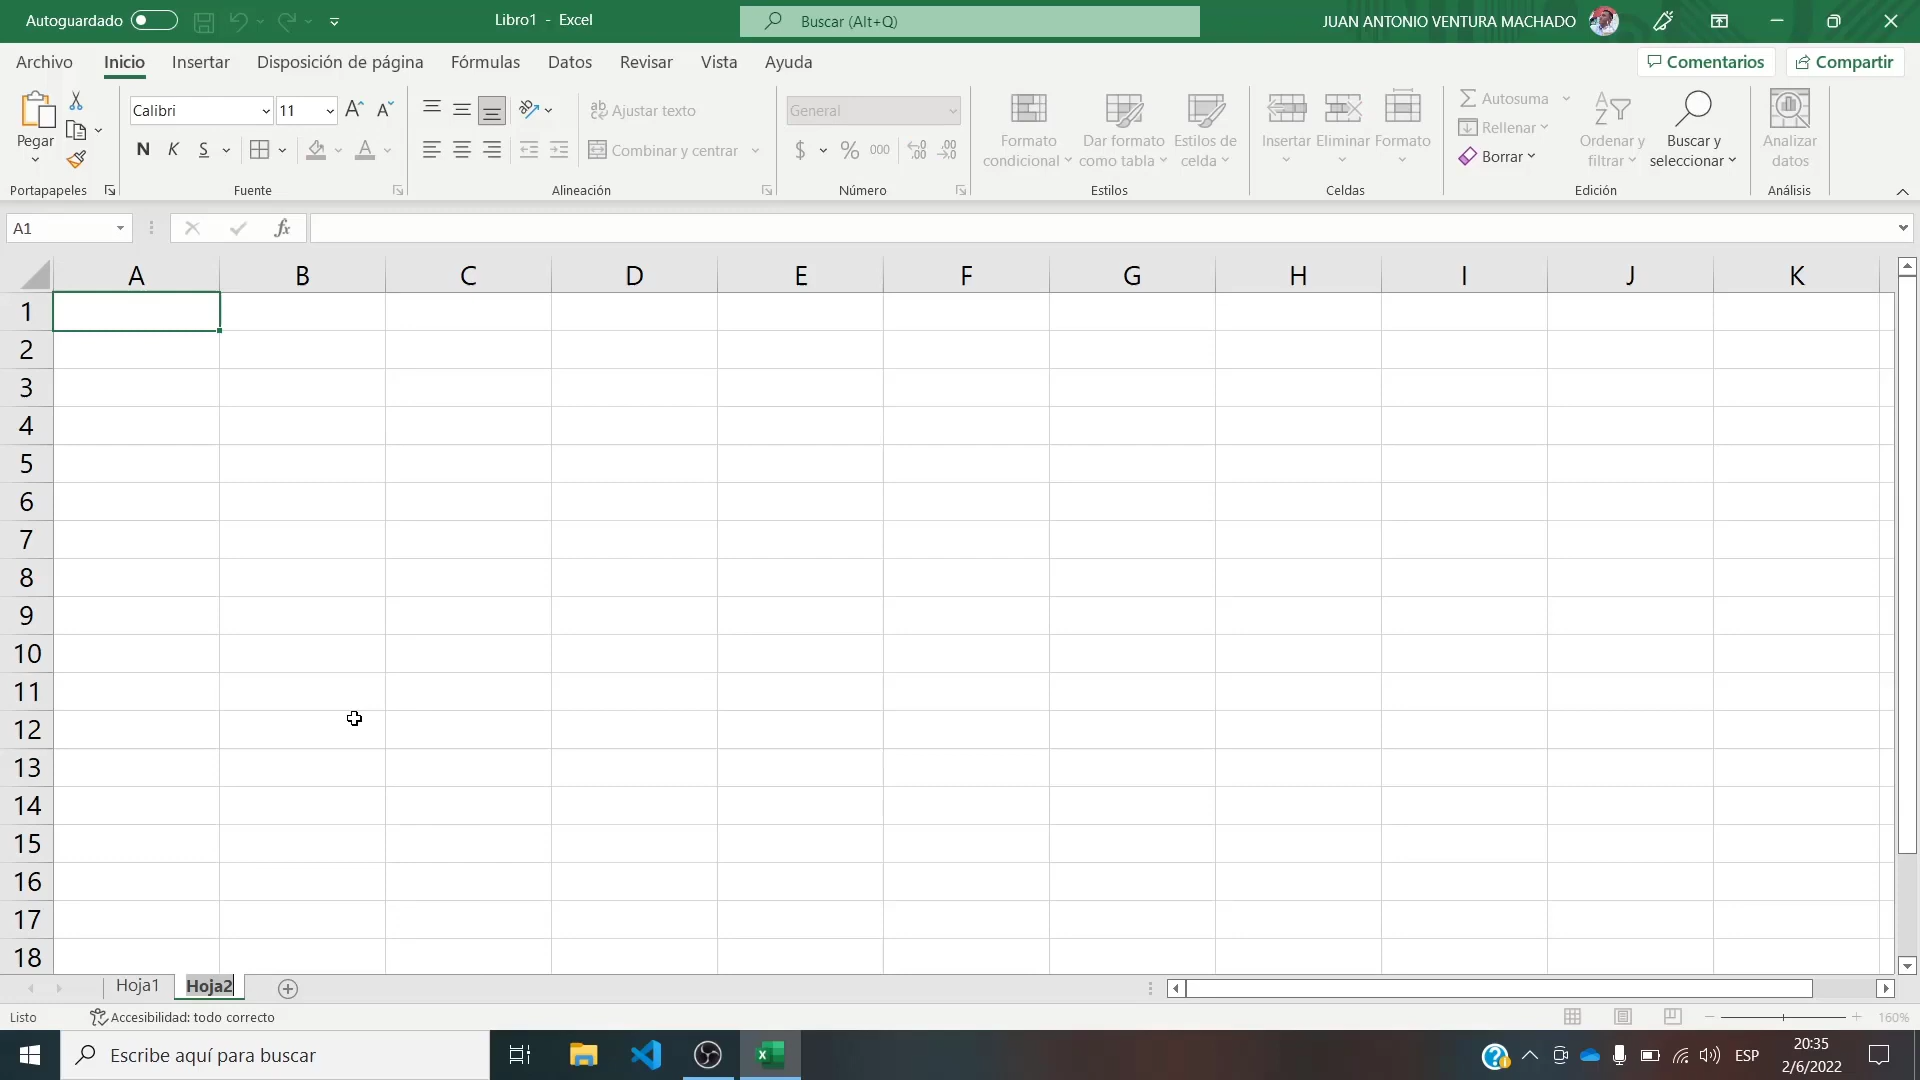 Autoguardado
Libro1 - Excel
Buscar (Alt+Q)
JUAN ANTONIO VENTURA MACHADO
Archivo Inicio Insertar Disposición de página Fórmulas Datos Revisar Vista Ayuda
Comentarios Compartir
Pegar
Portapapeles
Calibri 11
N K S
Fuente
Ajustar texto
Combinar y centrar
Alineación
General
$ % 000
Número
Formato condicional
Dar formato como tabla
Estilos de celda
Estilos
Insertar Eliminar Formato
Celdas
Autosuma
Rellenar
Borrar
Ordenar y filtrar
Buscar y seleccionar
Edición
Analizar datos
Análisis
A1
fx
A B C D E F G H I J K
1
2
3
4
5
6
7
8
9
10
11
12
13
14
15
16
17
18
Hoja1 Hoja2
Listo
Accesibilidad: todo correcto
160%
Escribe aquí para buscar
ESP
20:35
2/6/2022